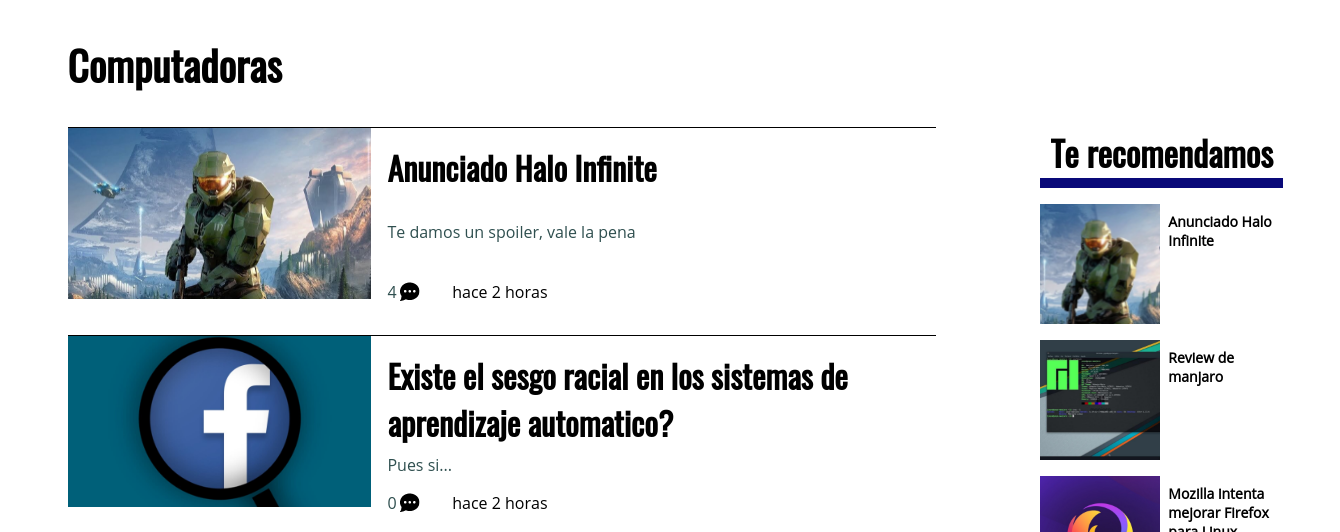 Computadoras
Anunciado Halo Infinite
Te damos un spoiler, vale la pena
4
hace 2 horas
Existe el sesgo racial en los sistemas de
aprendizaje automatico?
Pues si...
0
hace 2 horas
Te recomendamos
Anunciado Halo
Infinite
Review de
manjaro
Mozilla intenta
mejorar Firefox
para Linux